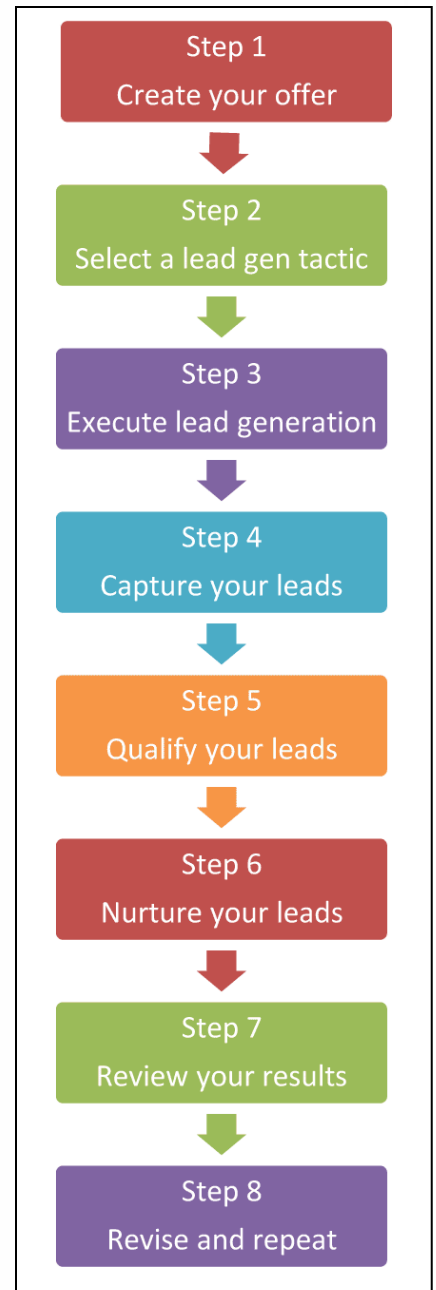 Step 1
Create your offer
Step 2
Select a lead gen tactic
Step 3
Execute lead generation
Step 4
Capture your leads
Step 5
Qualify your leads
Step 6
Nurture your leads
Step 7
Review your results
Step 8
Revise and repeat